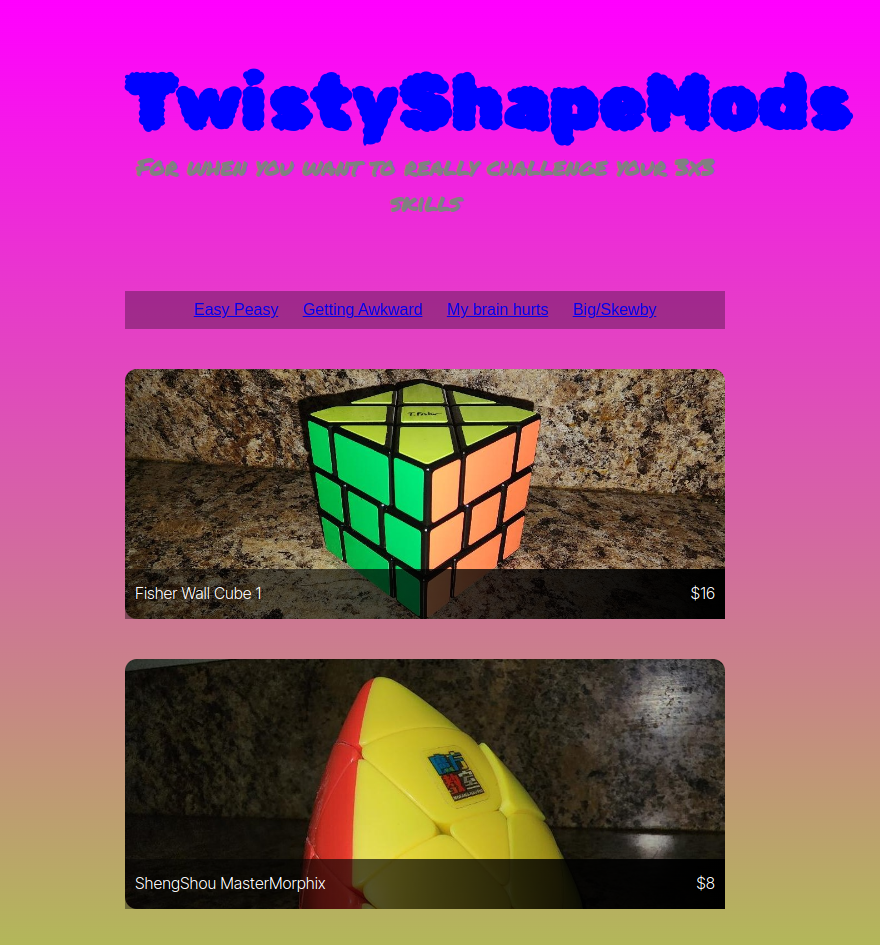 TwistyShapeMods
For when you want to really challenge your 3x3
skills
Easy Peasy Getting Awkward My brain hurts Big/Skewby
T. Fisher
Fisher Wall Cube 1 $16
ShengShou MasterMorphix $8